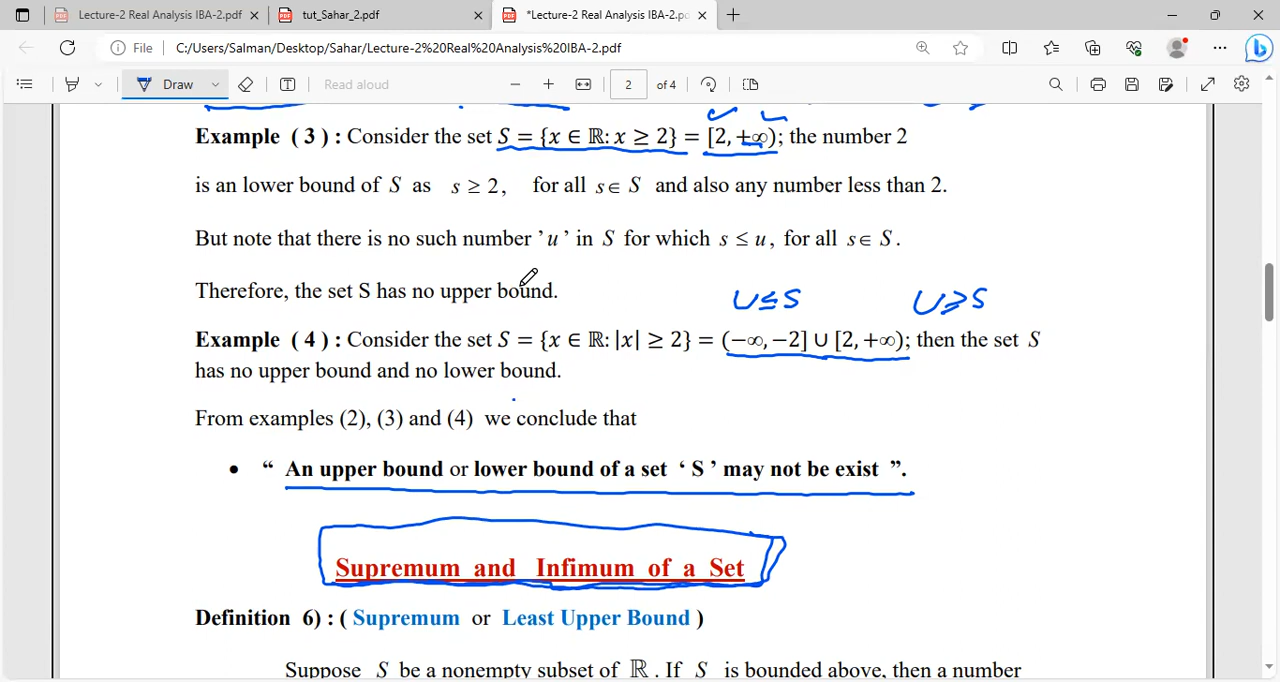 Lecture-2 Real Analysis IBA-2.pdf
tut_Sahar_2.pdf
*Lecture-2 Real Analysis IBA-2.pd
File
C:/Users/Salman/Desktop/Sahar/Lecture-2%20Real%20Analysis%20IBA-2.pdf
Draw
Read aloud
2 of 4
Example ( 3 ) : Consider the set S = {x ∈ ℝ: x ≥ 2} = [2, +∞); the number 2
is an lower bound of S as s ≥ 2, for all s∈ S and also any number less than 2.
But note that there is no such number ’ u ’ in S for which s ≤ u, for all s∈ S.
Therefore, the set S has no upper bound.
U≤S U≥S
Example ( 4 ) : Consider the set S = {x ∈ ℝ: |x| ≥ 2} = (−∞, −2] ∪ [2, +∞); then the set S
has no upper bound and no lower bound.
From examples (2), (3) and (4) we conclude that
• “ An upper bound or lower bound of a set ‘ S ’ may not be exist ”.
Supremum and Infimum of a Set
Definition 6) : ( Supremum or Least Upper Bound )
Suppose S be a nonempty subset of ℝ. If S is bounded above, then a number